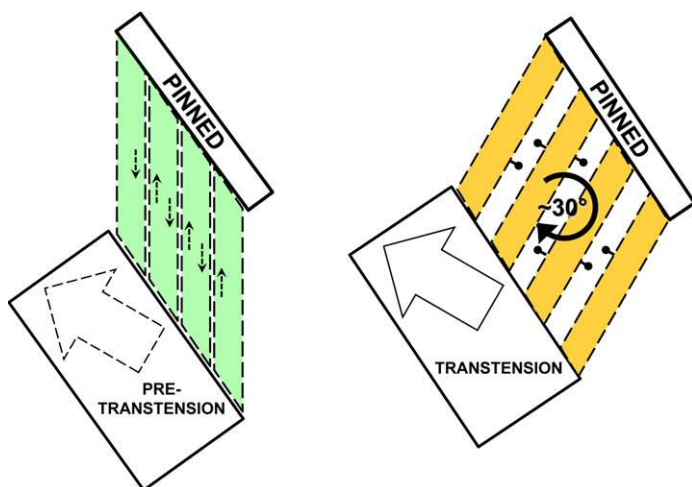 PINNED
PRE-
TRANSTENSION
PINNED
~30°
TRANSTENSION